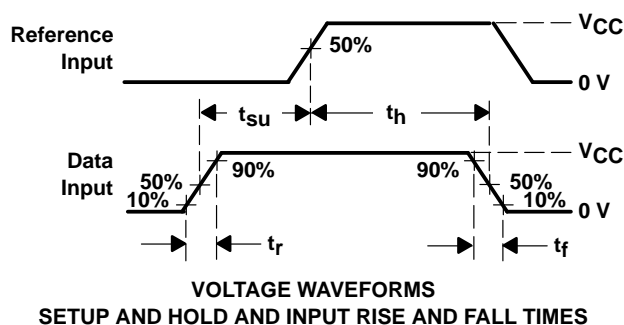 Reference
Input
50%
VCC
0 V
tsu
th
Data
Input
50%
10%
90%
90%
50%
10%
VCC
0 V
tr
tf
VOLTAGE WAVEFORMS
SETUP AND HOLD AND INPUT RISE AND FALL TIMES